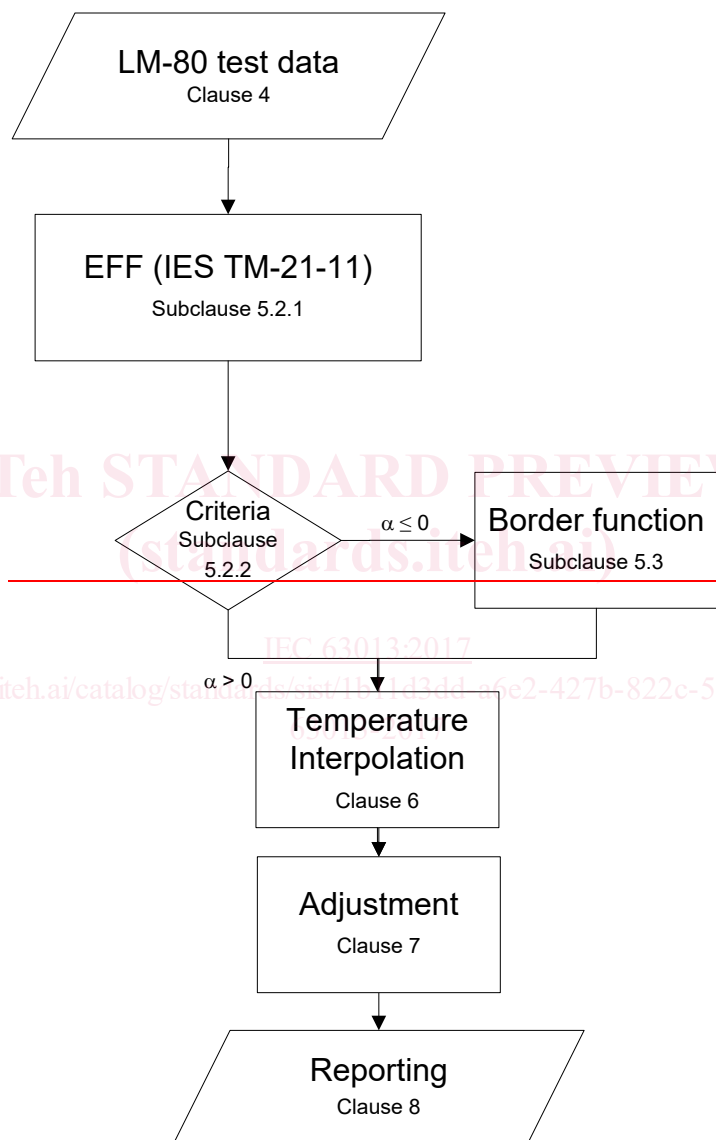 LM-80 test data
Clause 4
EFF (IES TM-21-11)
Subclause 5.2.1
Teh STANDARD PREVIEW
(standards.iteh.ai)
Criteria
Subclause
5.2.2
α ≤ 0
Border function
Subclause 5.3
IEC 63013:2017
α > 0
Temperature
Interpolation
Clause 6
Adjustment
Clause 7
Reporting
Clause 8